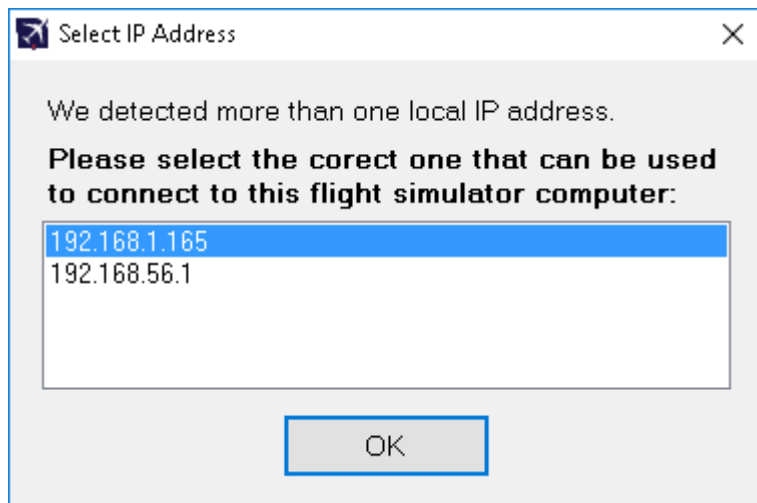 Select IP Address
We detected more than one local IP address.
Please select the corect one that can be used
to connect to this flight simulator computer:
192.168.1.165
192.168.56.1
OK